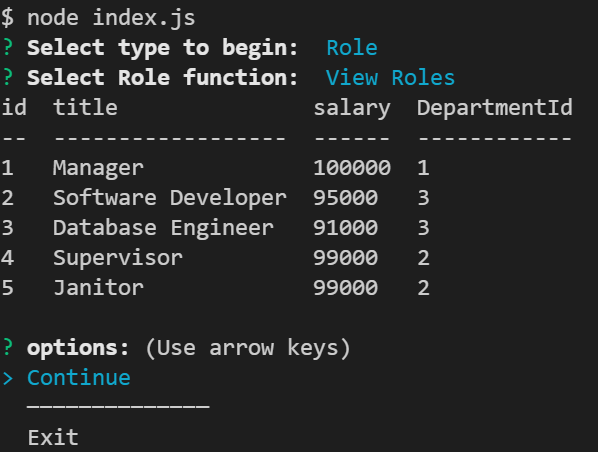 $ node index.js
? Select type to begin:  Role
? Select Role function:  View Roles
id  title               salary  DepartmentId
--  ------------------  ------  ------------
1   Manager             100000  1
2   Software Developer  95000   3
3   Database Engineer   91000   3
4   Supervisor          99000   2
5   Janitor             99000   2
? options: (Use arrow keys)
> Continue
  ──────────────
  Exit